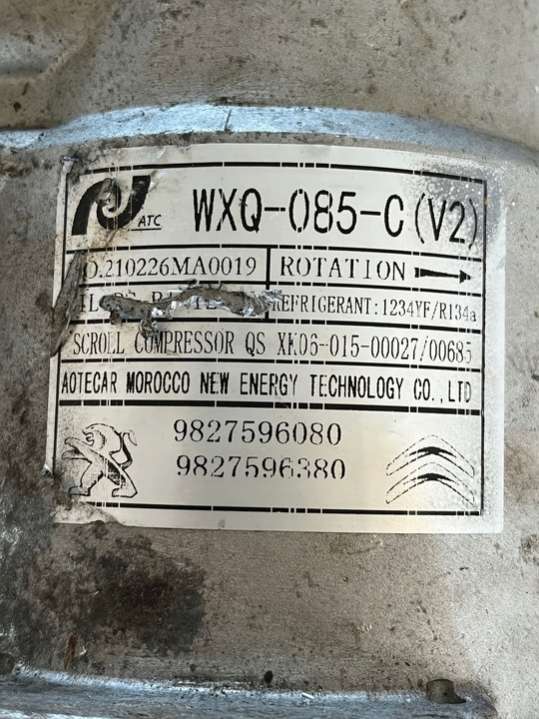 ATC
WXQ-085-C(V2)
O.210226MA0019 ROTATION
REFRIGERANT:1234YF/R134a
SCROLL COMPRESSOR QS XK06-015-00027/00685
AOTECAR MOROCCO NEW ENERGY TECHNOLOGY CO.,LTD
9827596080
9827596380